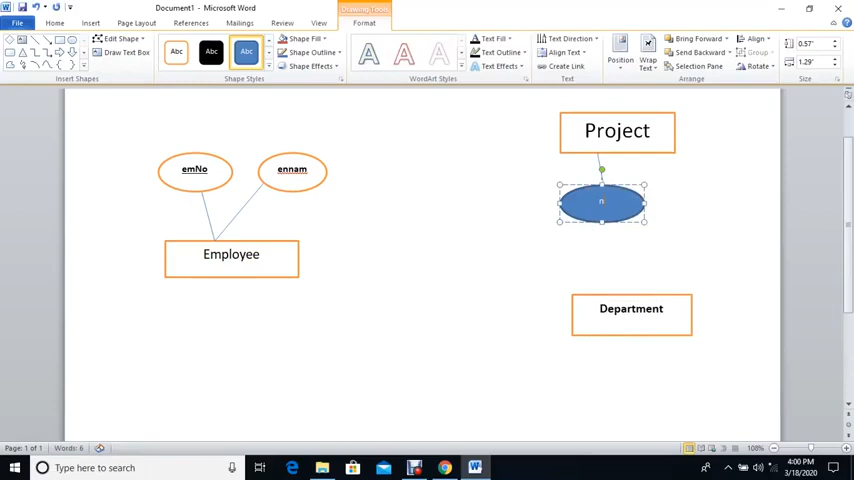 Document1 - Microsoft Word
Drawing Tools
File Home Insert Page Layout References Mailings Review View Format
Edit Shape
Draw Text Box
Insert Shapes
Abc Abc Abc
Shape Fill
Shape Outline
Shape Effects
Shape Styles
A A A
Text Fill
Text Outline
Text Effects
WordArt Styles
Text Direction
Align Text
Create Link
Text
Position
Wrap
Text
Bring Forward
Send Backward
Selection Pane
Align
Group
Rotate
Arrange
0.57"
1.29"
Size
Project
emNo
ennam
n
Employee
Department
Page: 1 of 1 Words: 6
108%
Type here to search
4:00 PM
3/18/2020